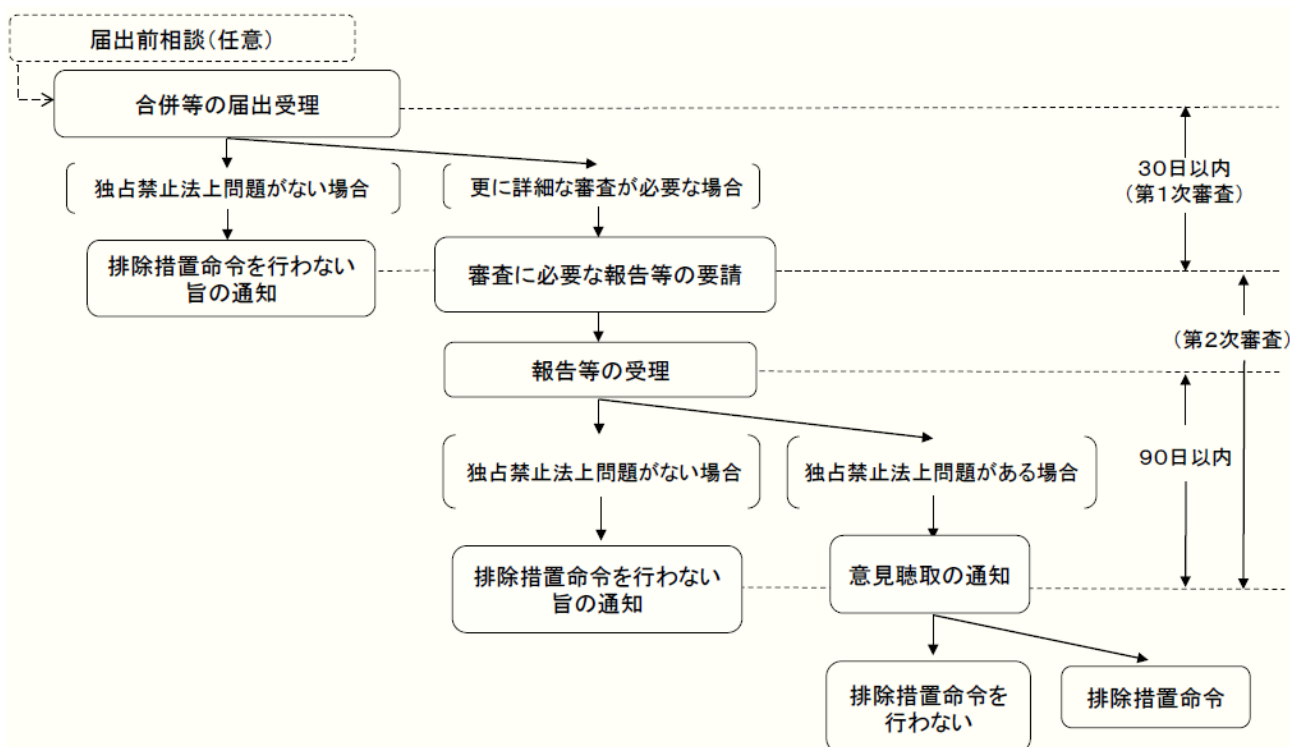 届出前相談(任意)
合併等の届出受理
独占禁止法上問題がない場合
更に詳細な審査が必要な場合
30日以内
(第1次審査)
排除措置命令を行わない
旨の通知
審査に必要な報告等の要請
(第2次審査)
報告等の受理
独占禁止法上問題がない場合
独占禁止法上問題がある場合
90日以内
排除措置命令を行わない
旨の通知
意見聴取の通知
排除措置命令を
行わない
排除措置命令